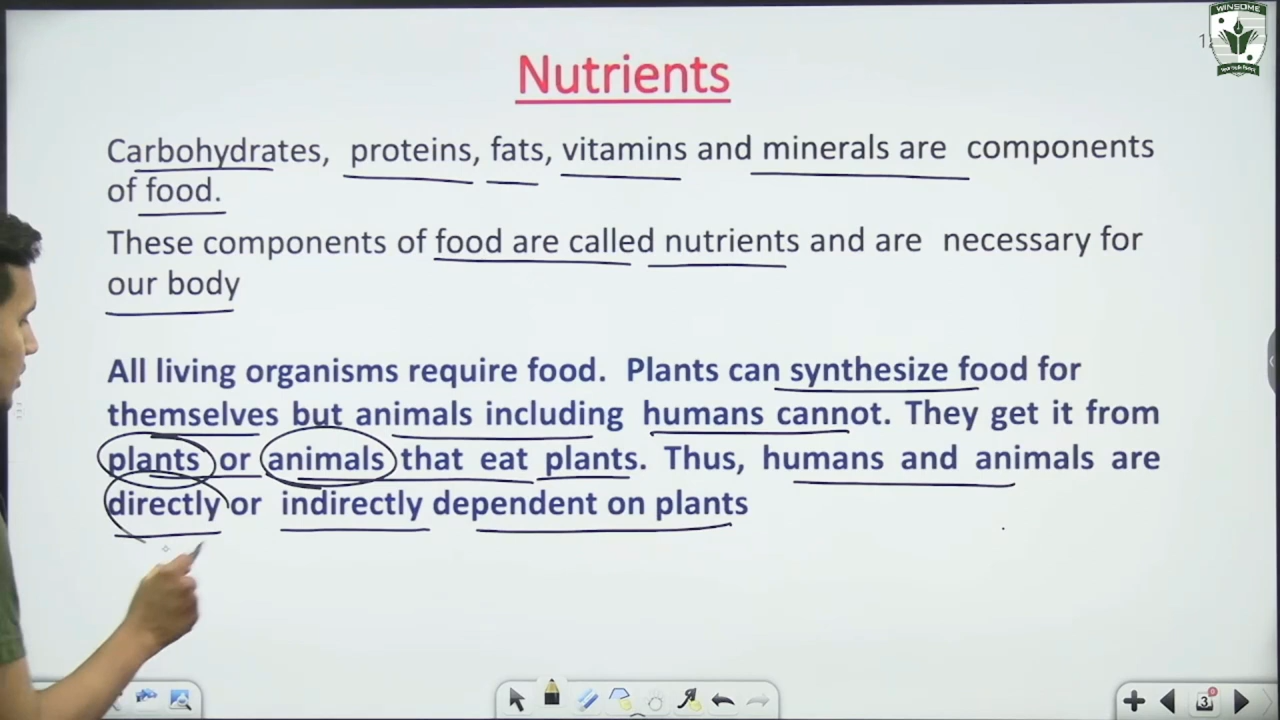 WINSOME
Nutrients
Carbohydrates, proteins, fats, vitamins and minerals are components
of food.
These components of food are called nutrients and are necessary for
our body
All living organisms require food. Plants can synthesize food for
themselves but animals including humans cannot. They get it from
plants or animals that eat plants. Thus, humans and animals are
directly or indirectly dependent on plants
3